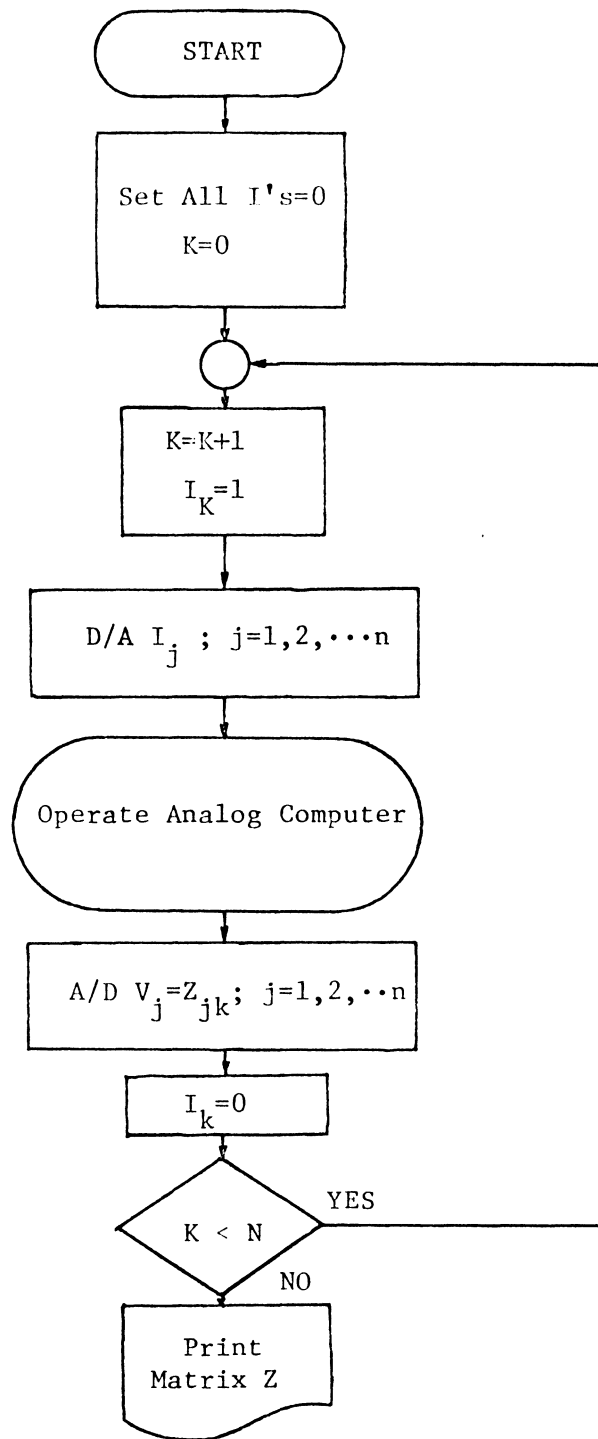 START
Set All I's=0
K=0
K=K+1
I_K=1
D/A I_j ; j=1,2,···n
Operate Analog Computer
A/D V_j=Z_jk; j=1,2,··n
I_k=0
K < N
YES
NO
Print
Matrix Z